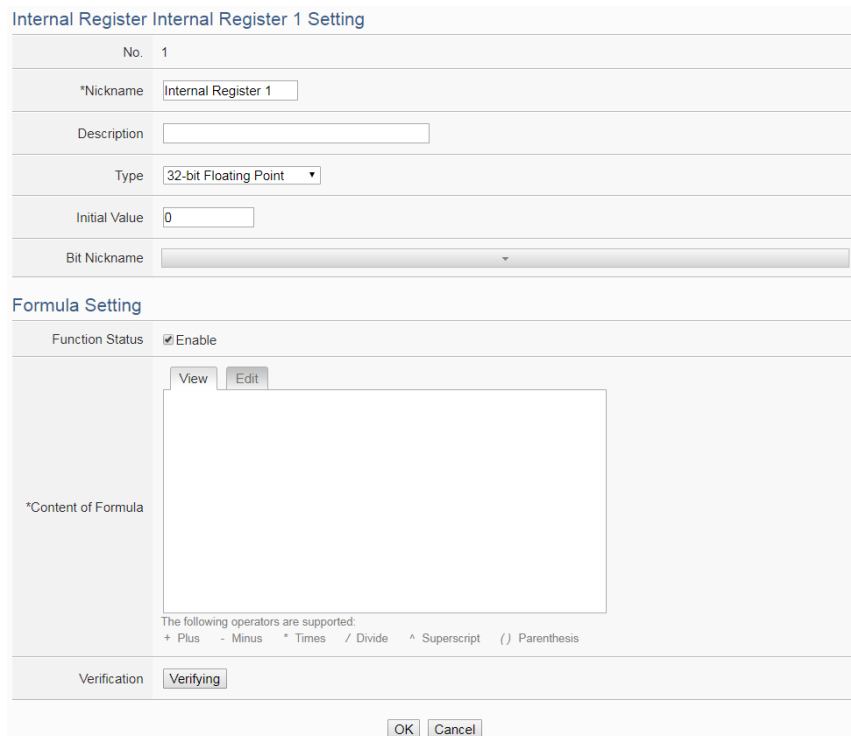 Internal Register Internal Register 1 Setting
No. 1
*Nickname Internal Register 1
Description
Type 32-bit Floating Point
Initial Value 0
Bit Nickname
Formula Setting
Function Status Enable
View Edit
*Content of Formula
The following operators are supported:
+ Plus - Minus * Times / Divide ^ Superscript ( ) Parenthesis
Verification Verifying
OK Cancel